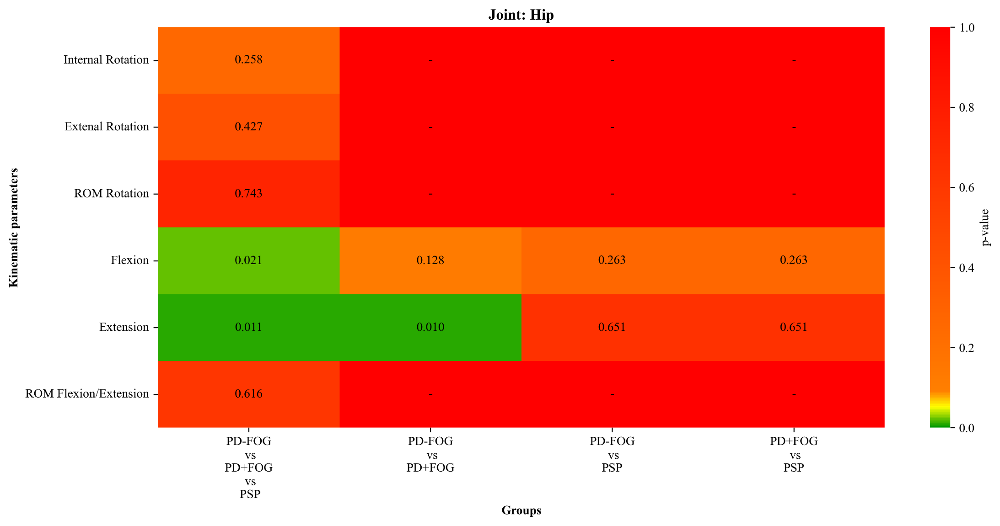 Joint: Hip
Kinematic parameters
Internal Rotation 0.258 - - -
Extenal Rotation 0.427 - - -
ROM Rotation 0.743 - - -
Flexion 0.021 0.128 0.263 0.263
Extension 0.011 0.010 0.651 0.651
ROM Flexion/Extension 0.616 - - -
PD-FOG
vs
PD+FOG
vs
PSP
PD-FOG
vs
PD+FOG
PD-FOG
vs
PSP
PD+FOG
vs
PSP
Groups
1.0
0.8
0.6
0.4
0.2
0.0
p-value